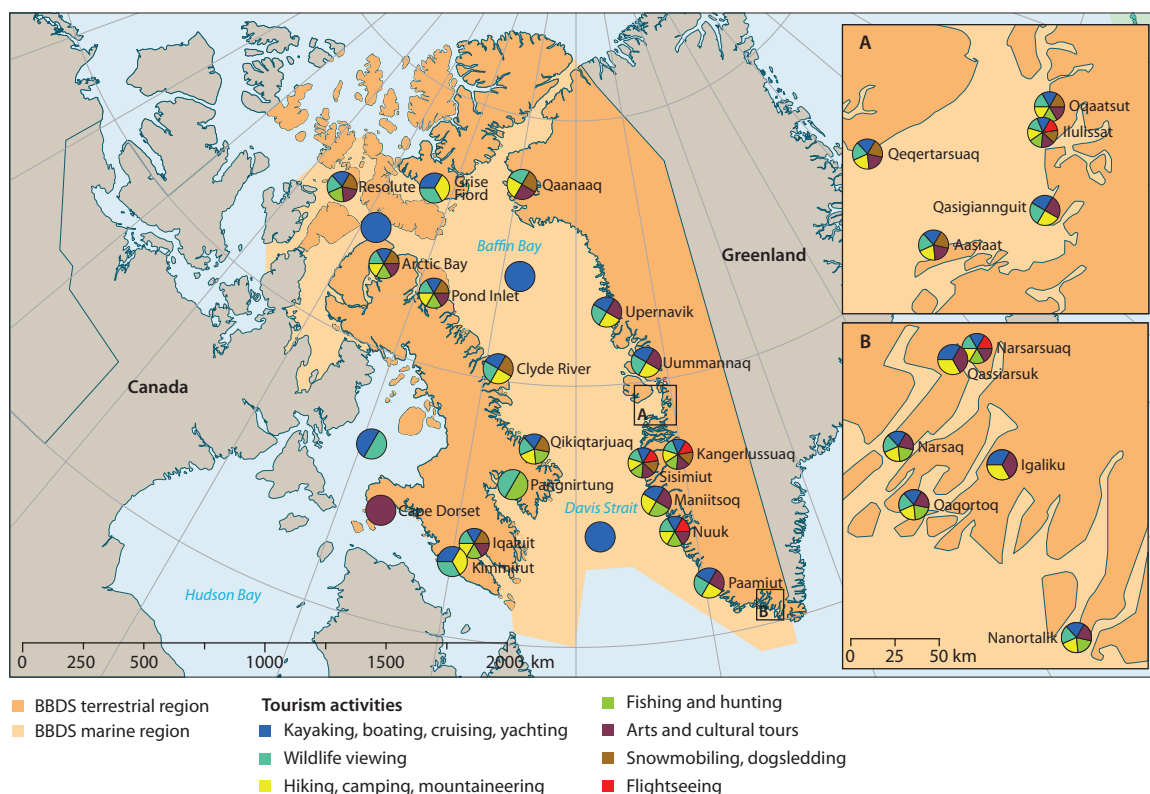 A
Oqaatsut
Ilulissat
Qeqertarsuaq
Qasigiannguit
Aasiaat
Resolute
Grise
Fiord
Qaanaaq
Baffin Bay
Greenland
Arctic Bay
Pond Inlet
Upernavik
Canada
Clyde River
Uummannaq
A
B
Narsarsuaq
Qassiarsuk
Qikiqtarjuaq
Kangerlussuaq
Sisimiut
Narsaq
Igaliku
Pangnirtung
Maniitsoq
Cape Dorset
Davis Strait
Qaqortoq
Nuuk
Iqaluit
Kimmirut
Paamiut
Hudson Bay
B
Nanortalik
0 250 500 1000 1500 2000 km
0 25 50 km
BBDS terrestrial region
BBDS marine region
Tourism activities
Kayaking, boating, cruising, yachting
Wildlife viewing
Hiking, camping, mountaineering
Fishing and hunting
Arts and cultural tours
Snowmobiling, dogsledding
Flightseeing